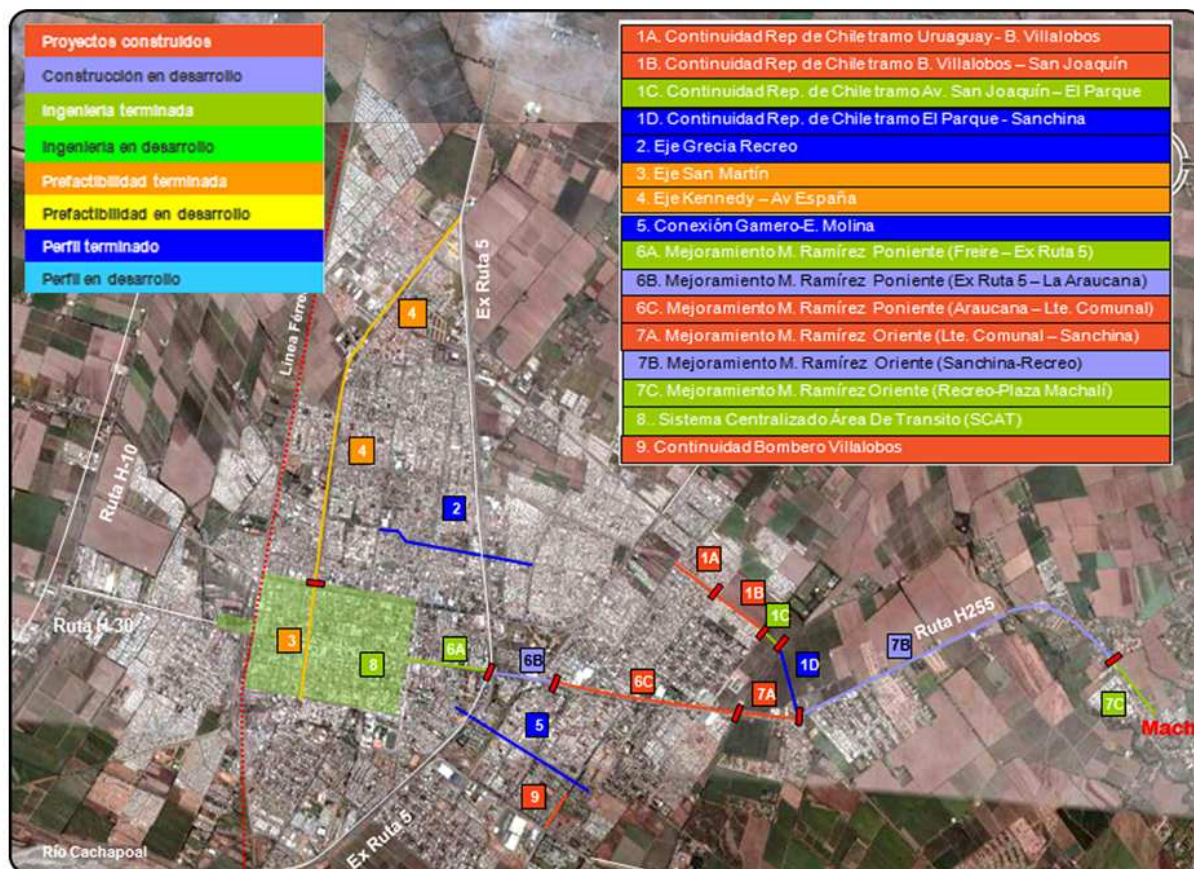 Proyectos construidos
Construcción en desarrollo
Ingenieria terminada
Ingenieria en desarrollo
Prefactibilidad terminada
Prefactibilidad en desarrollo
Perfil terminado
Perfil en desarrollo
1A. Continuidad Rep de Chile tramo Uruaguay - B. Villalobos
1B. Continuidad Rep de Chile tramo B. Villalobos – San Joaquín
1C. Continuidad Rep. de Chile tramo Av. San Joaquín – El Parque
1D. Continuidad Rep. de Chile tramo El Parque - Sanchina
2. Eje Grecia Recreo
3. Eje San Martín
4. Eje Kennedy – Av España
5. Conexión Gamero-E. Molina
6A. Mejoramiento M. Ramírez Poniente (Freire – Ex Ruta 5)
6B. Mejoramiento M. Ramírez Poniente (Ex Ruta 5 – La Araucana)
6C. Mejoramiento M. Ramírez Poniente (Araucana – Lte. Comunal)
7A. Mejoramiento M. Ramírez Oriente (Lte. Comunal – Sanchina)
7B. Mejoramiento M. Ramírez Oriente (Sanchina-Recreo)
7C. Mejoramiento M. Ramírez Oriente (Recreo-Plaza Machalí)
8.. Sistema Centralizado Área De Transito (SCAT)
9. Continuidad Bombero Villalobos
Ex Ruta 5
Linea Férre
4
Ruta H-10
4
2
1A
1B
1C
Ruta H-30
Ruta H255
3
8
6A
6B
6C
7A
1D
7B
7C
Mach
5
9
Ex Ruta 5
Río Cachapoal